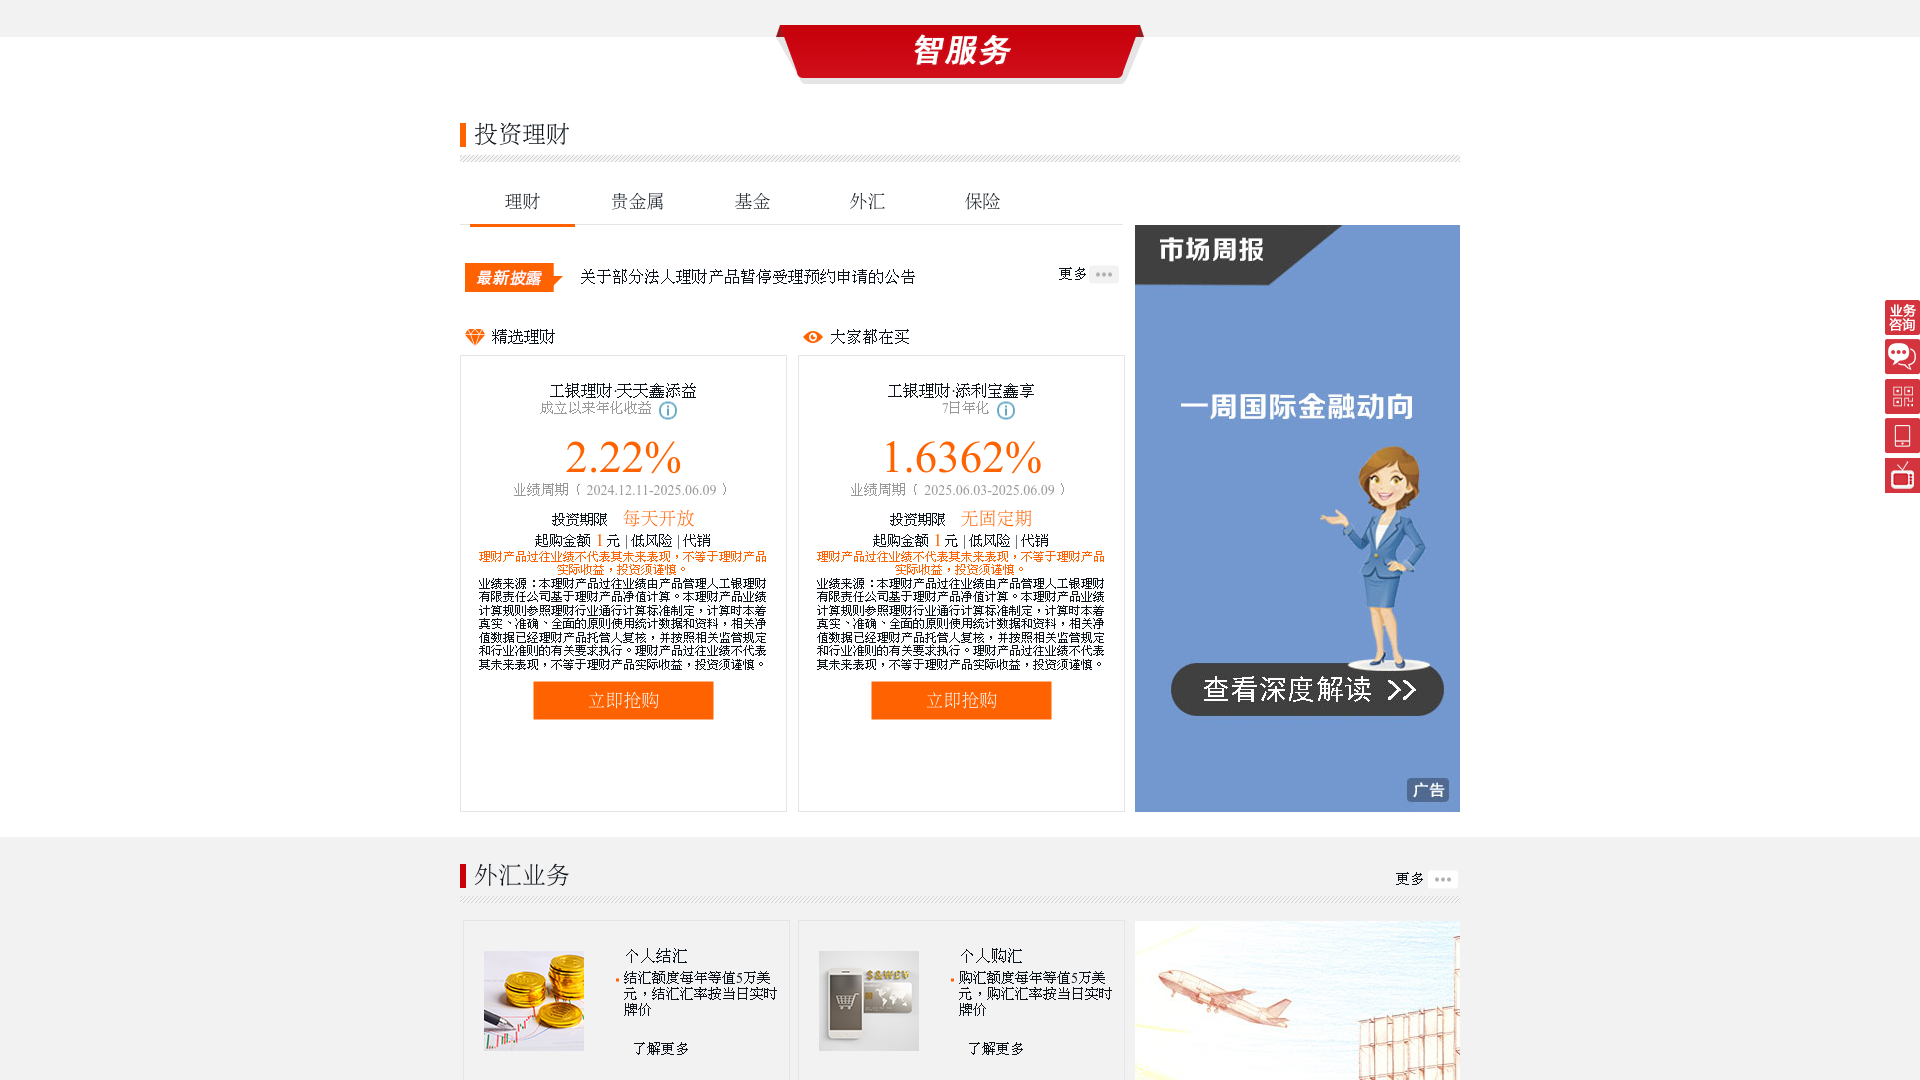 智服务
投资理财
理财 贵金属 基金 外汇 保险
最新披露 关于部分法人理财产品暂停受理预约申请的公告 更多
精选理财
工银理财·天天鑫添益
成立以来年化收益
2.22%
业绩周期（ 2024.12.11-2025.06.09 ）
投资期限 每天开放
起购金额 1 元 | 低风险 | 代销
理财产品过往业绩不代表其未来表现，不等于理财产品
实际收益，投资须谨慎。
业绩来源：本理财产品过往业绩由产品管理人工银理财
有限责任公司基于理财产品净值计算。本理财产品业绩
计算规则参照理财行业通行计算标准制定，计算时本着
真实、准确、全面的原则使用统计数据和资料，相关净
值数据已经理财产品托管人复核，并按照相关监管规定
和行业准则的有关要求执行。理财产品过往业绩不代表
其未来表现，不等于理财产品实际收益，投资须谨慎。
立即抢购
大家都在买
工银理财·添利宝鑫享
7日年化
1.6362%
业绩周期（ 2025.06.03-2025.06.09 ）
投资期限 无固定期
起购金额 1 元 | 低风险 | 代销
理财产品过往业绩不代表其未来表现，不等于理财产品
实际收益，投资须谨慎。
业绩来源：本理财产品过往业绩由产品管理人工银理财
有限责任公司基于理财产品净值计算。本理财产品业绩
计算规则参照理财行业通行计算标准制定，计算时本着
真实、准确、全面的原则使用统计数据和资料，相关净
值数据已经理财产品托管人复核，并按照相关监管规定
和行业准则的有关要求执行。理财产品过往业绩不代表
其未来表现，不等于理财产品实际收益，投资须谨慎。
立即抢购
市场周报
一周国际金融动向
查看深度解读 >>
广告
业务
咨询
外汇业务 更多
个人结汇
结汇额度每年等值5万美
元，结汇汇率按当日实时
牌价
了解更多
个人购汇
购汇额度每年等值5万美
元，购汇汇率按当日实时
牌价
了解更多